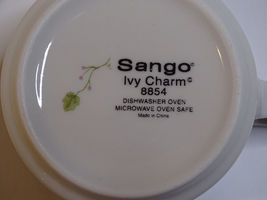 Sango®
Ivy Charm©
8854
DISHWASHER OVEN
MICROWAVE OVEN SAFE
Made in China